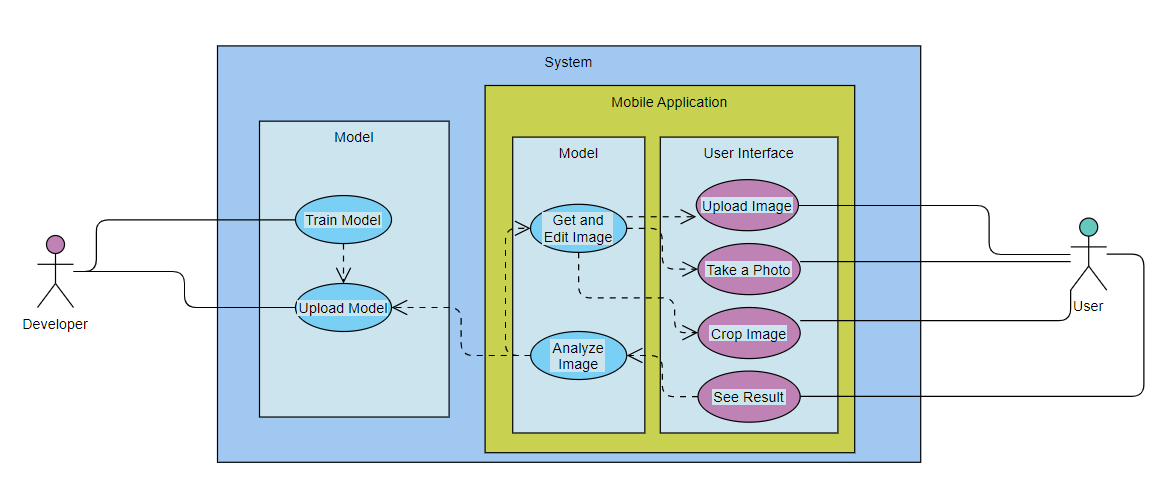 System
Mobile Application
Model
Model
User Interface
Train Model
Get and
Edit Image
Upload Image
Take a Photo
Upload Model
Crop Image
Analyze
Image
See Result
Developer
User